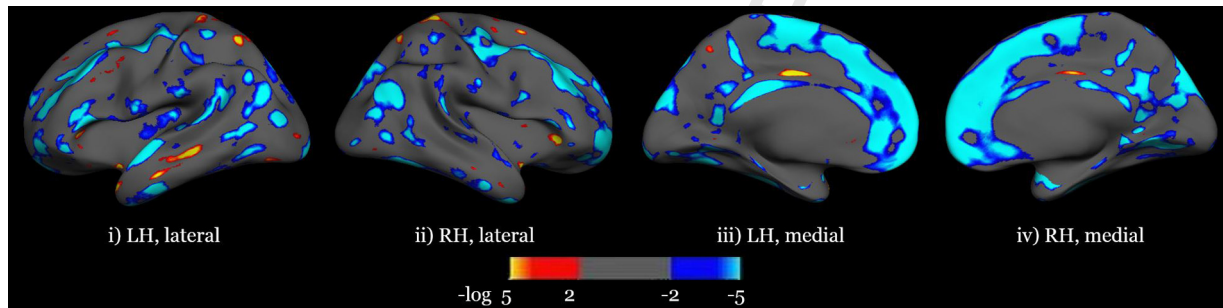 i) LH, lateral
ii) RH, lateral
iii) LH, medial
iv) RH, medial
-log 5 2 -2 -5